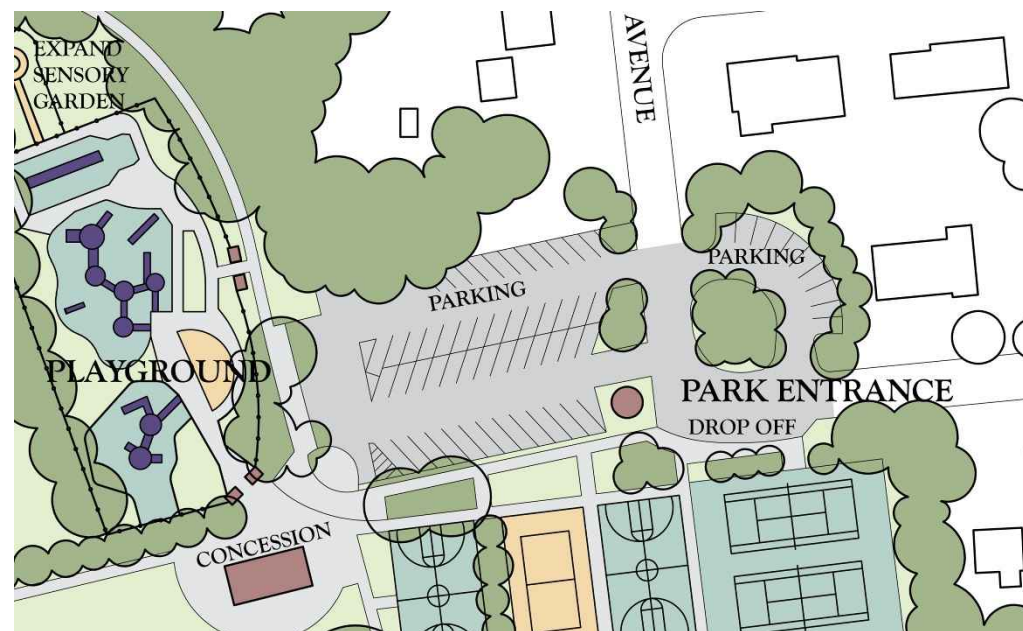 EXPAND
SENSORY
GARDEN
AVENUE
PARKING
PARKING
PLAYGROUND
PARK ENTRANCE
DROP OFF
CONCESSION